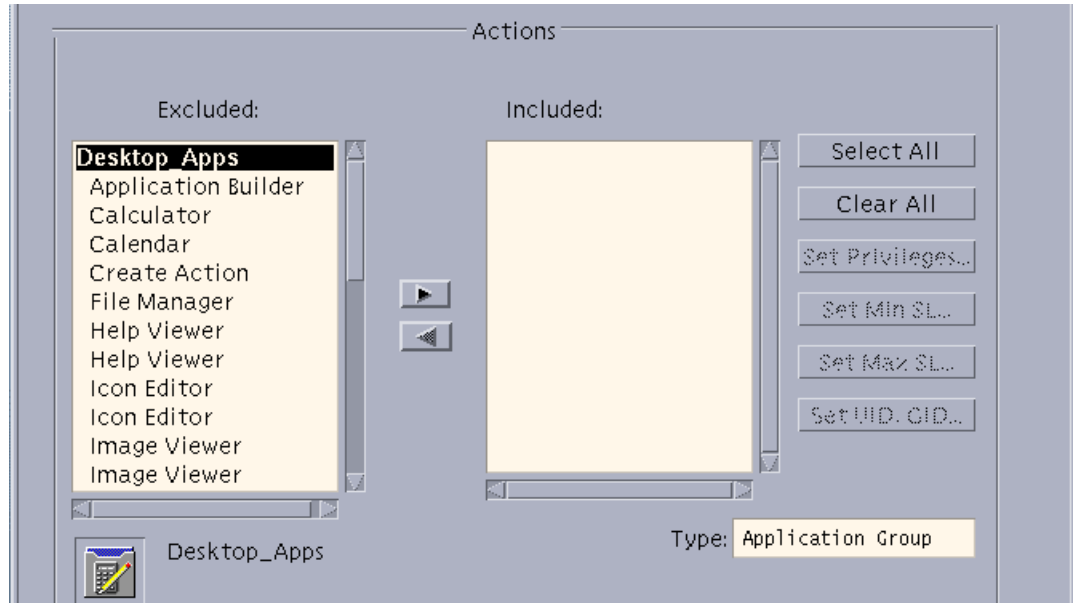 Actions
Excluded:
Desktop_Apps
Application Builder
Calculator
Calendar
Create Action
File Manager
Help Viewer
Help Viewer
Icon Editor
Icon Editor
Image Viewer
Image Viewer
Included:
Select All
Clear All
Set Privileges...
Set Min SL...
Set Max SL...
Set UID, GID...
Desktop_Apps
Type: Application Group